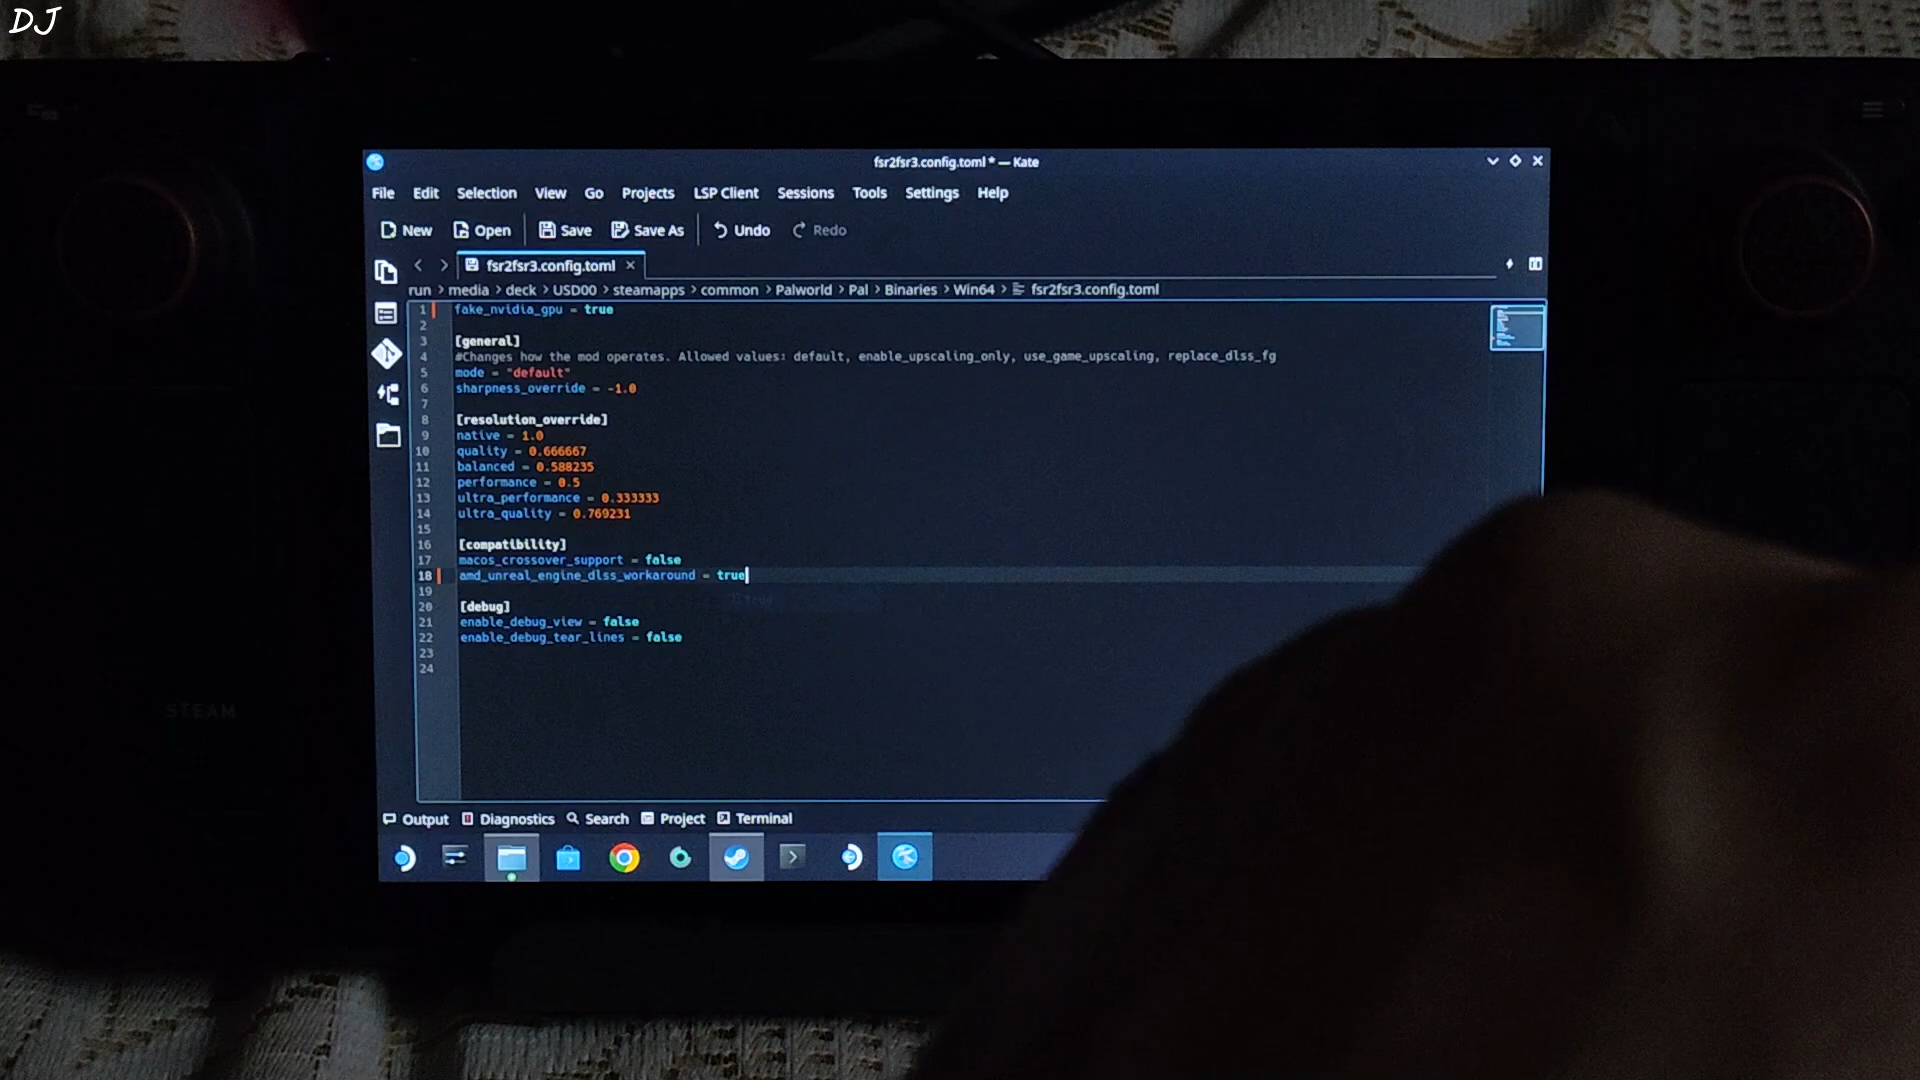 DJ
fsr2fsr3.config.toml * — Kate
File Edit Selection View Go Projects LSP Client Sessions Tools Settings Help
New Open Save Save As Undo Redo
fsr2fsr3.config.toml
run > media > deck > USD00 > steamapps > common > Palworld > Pal > Binaries > Win64 > fsr2fsr3.config.toml
1 fake_nvidia_gpu = true
2
3 [general]
4 #Changes how the mod operates. Allowed values: default, enable_upscaling_only, use_game_upscaling, replace_dlss_fg
5 mode = "default"
6 sharpness_override = -1.0
7
8 [resolution_override]
9 native = 1.0
10 quality = 0.666667
11 balanced = 0.588235
12 performance = 0.5
13 ultra_performance = 0.333333
14 ultra_quality = 0.769231
15
16 [compatibility]
17 macos_crossover_support = false
18 amd_unreal_engine_dlss_workaround = true
19
20 [debug]
21 enable_debug_view = false
22 enable_debug_tear_lines = false
23
24
STEAM
Output Diagnostics Search Project Terminal